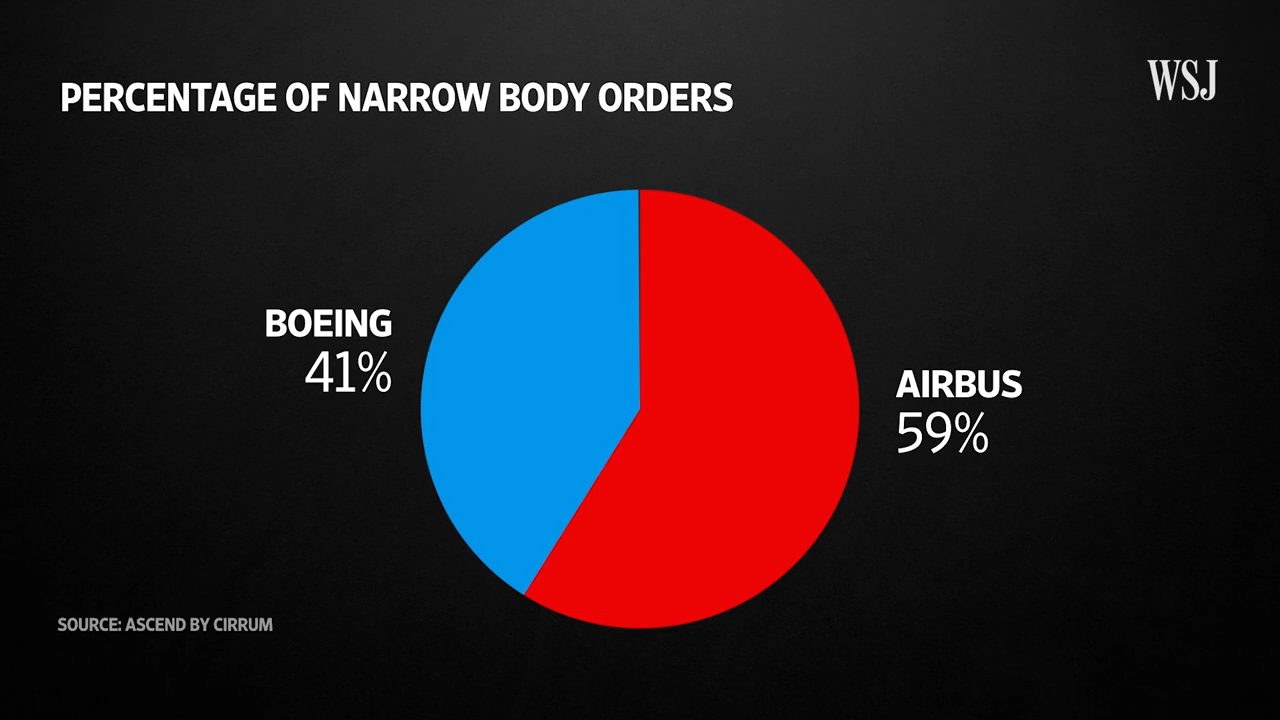 PERCENTAGE OF NARROW BODY ORDERS
WSJ
BOEING
41%
AIRBUS
59%
SOURCE: ASCEND BY CIRRUM